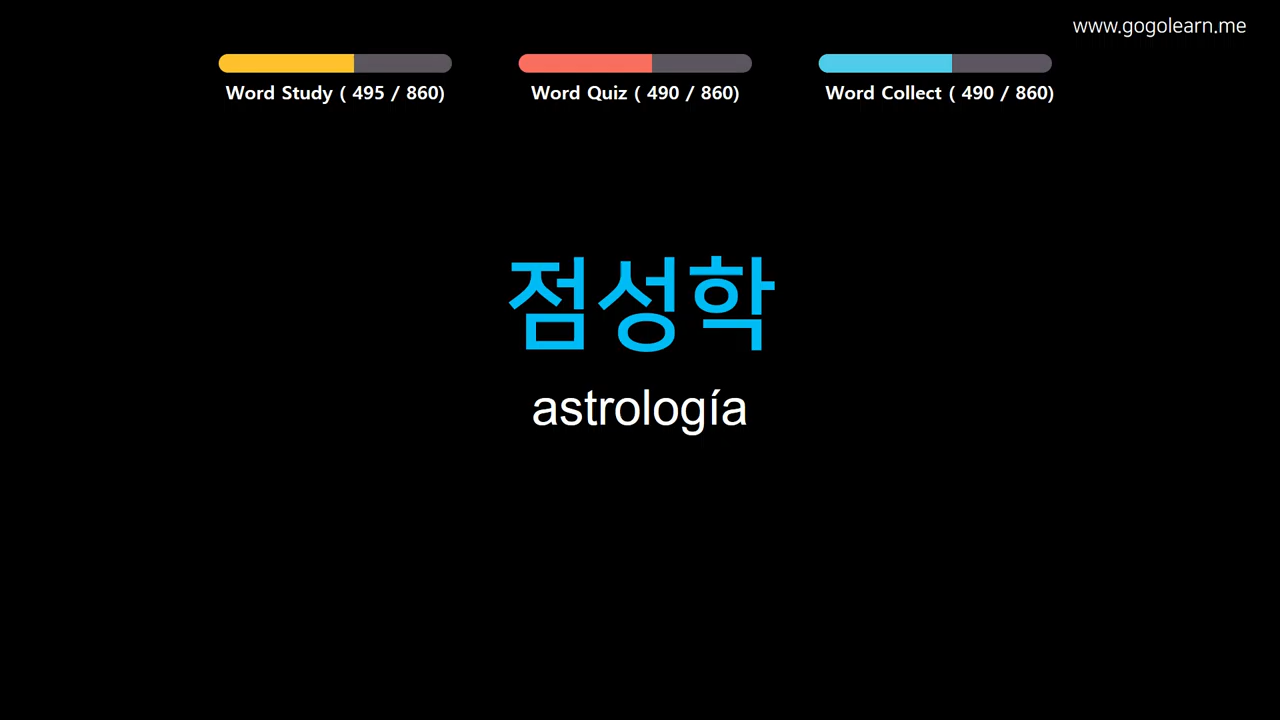 www.gogolearn.me
Word Study ( 495 / 860)
Word Quiz ( 490 / 860)
Word Collect ( 490 / 860)
점성학
astrología